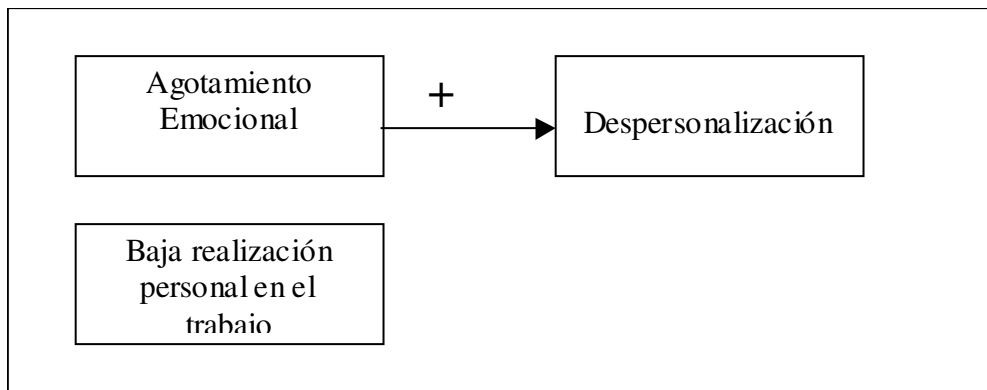 Agotamiento
Emocional
+
Despersonalización
Baja realización
personal en el
trabajo